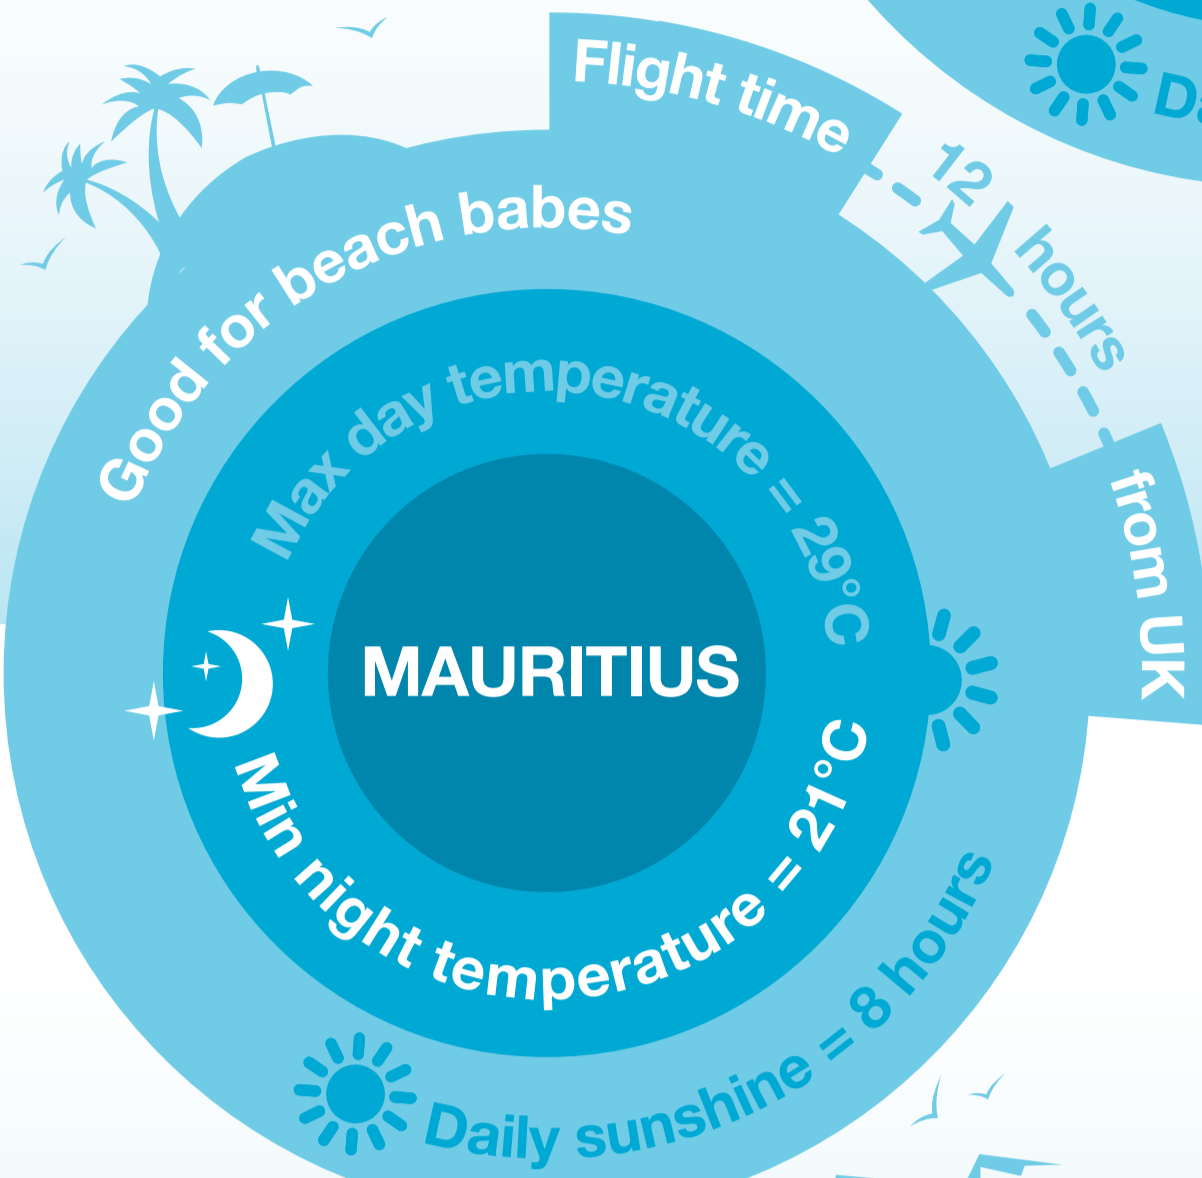 Flight time
12 hours
from UK
Good for beach babes
Max day temperature = 29°C
MAURITIUS
Min night temperature = 21°C
Daily sunshine = 8 hours